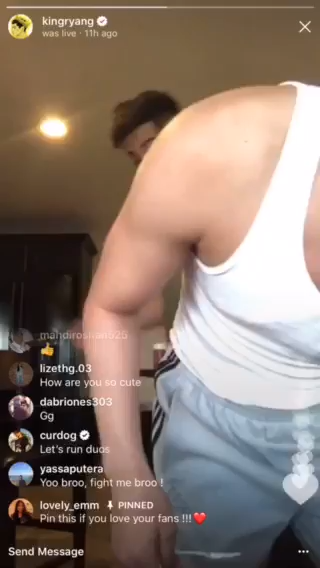 kingryang
was live · 11h ago
lizethg.03
How are you so cute
dabriones303
Gg
curdog
Let's run duos
yassaputera
Yoo broo, fight me broo !
lovely_emm PINNED
Pin this if you love your fans !!!❤️
Send Message